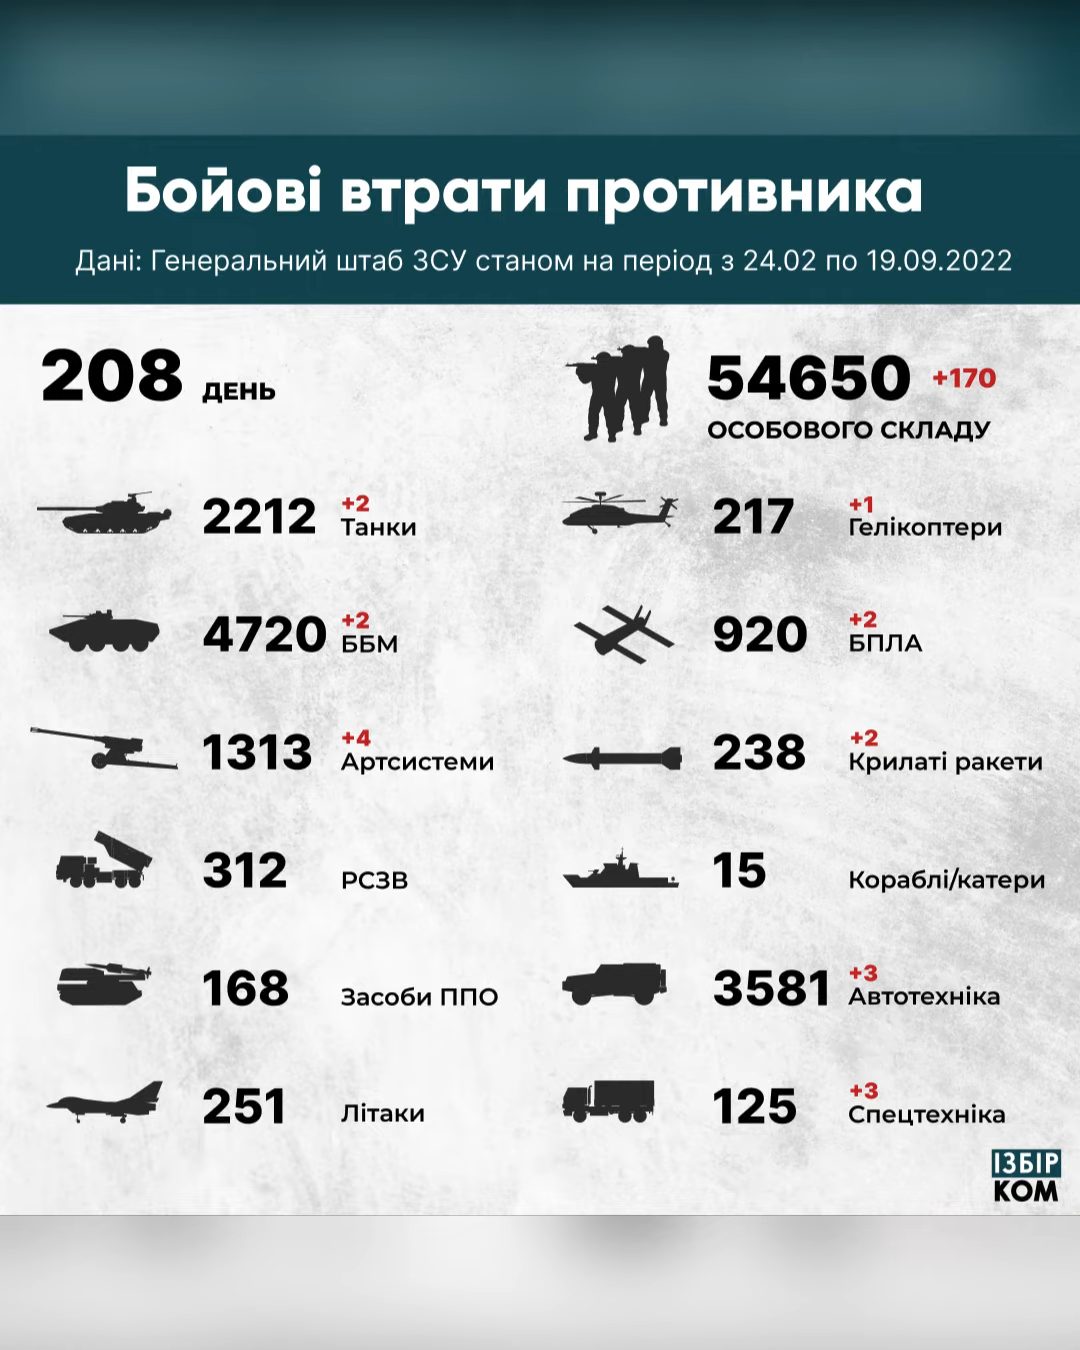 Бойові втрати противника
Дані: Генеральний штаб ЗСУ станом на період з 24.02 по 19.09.2022
208 ДЕНЬ
54650 +170
ОСОБОВОГО СКЛАДУ
2212 +2
Танки
217 +1
Гелікоптери
4720 +2
ББМ
920 +2
БПЛА
1313 +4
Артсистеми
238 +2
Крилаті ракети
312 РСЗВ
15 Кораблі/катери
168 Засоби ППО
3581 +3
Автотехніка
251 Літаки
125 +3
Спецтехніка
ІЗБІР
КОМ